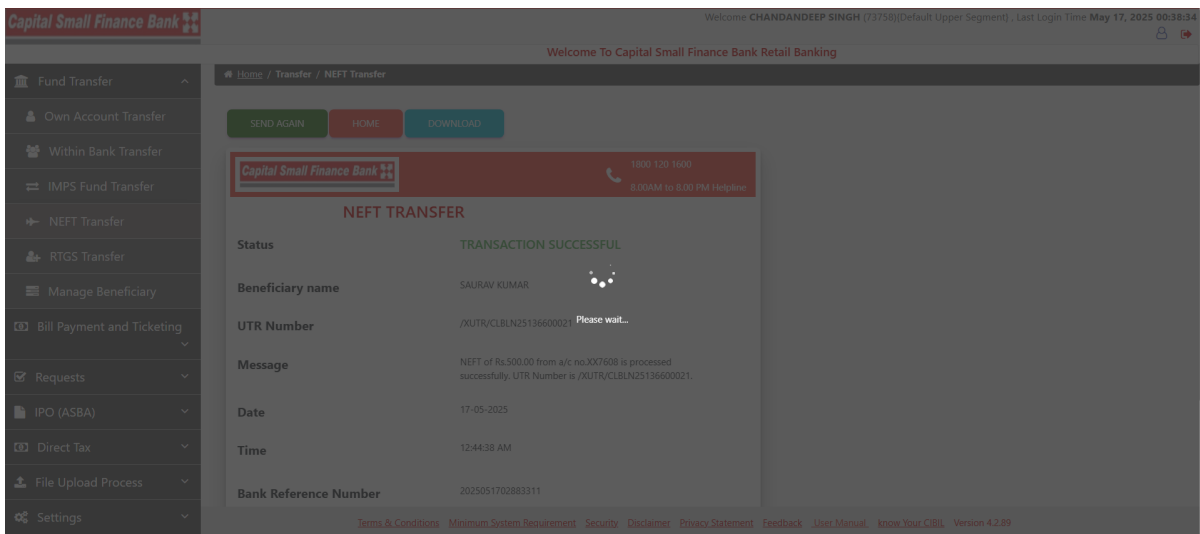 Capital Small Finance Bank
Welcome CHANDANDEEP SINGH (73758)(Default Upper Segment) , Last Login Time May 17, 2025 00:38:34
Welcome To Capital Small Finance Bank Retail Banking
Fund Transfer
Own Account Transfer
Within Bank Transfer
IMPS Fund Transfer
NEFT Transfer
RTGS Transfer
Manage Beneficiary
Bill Payment and Ticketing
Requests
IPO (ASBA)
Direct Tax
File Upload Process
Settings
Home / Transfer / NEFT Transfer
SEND AGAIN HOME DOWNLOAD
Capital Small Finance Bank
1800 120 1600
8.00AM to 8.00 PM Helpline
NEFT TRANSFER
Status TRANSACTION SUCCESSFUL
Beneficiary name SAURAV KUMAR
UTR Number /XUTR/CLBLN25136600021
Please wait...
Message NEFT of Rs.500.00 from a/c no.XX7608 is processed
successfully. UTR Number is /XUTR/CLBLN25136600021.
Date 17-05-2025
Time 12:44:38 AM
Bank Reference Number 2025051702883311
Terms & Conditions Minimum System Requirement Security Disclaimer Privacy Statement Feedback User Manual. know Your CIBIL Version 4.2.89